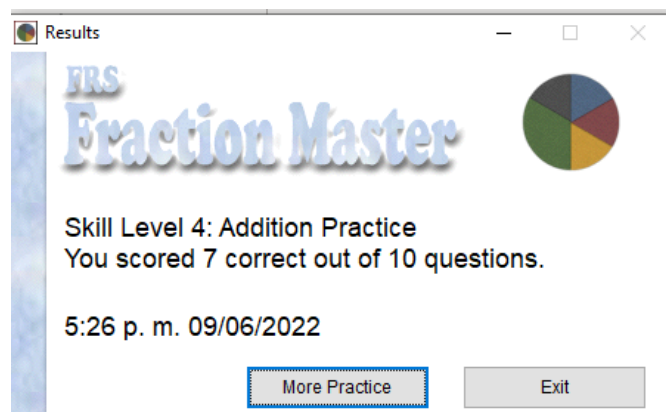 Results
FRS
Fraction Master
Skill Level 4: Addition Practice
You scored 7 correct out of 10 questions.
5:26 p. m. 09/06/2022
More Practice
Exit